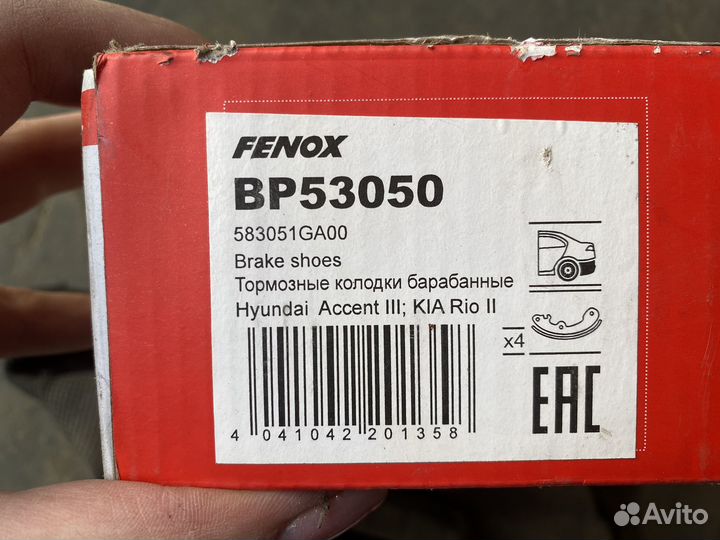 FENOX
BP53050
583051GA00
Brake shoes
Тормозные колодки барабанные
Hyundai Accent III; KIA Rio II
x4
EAC
4 041042 201358
Avito